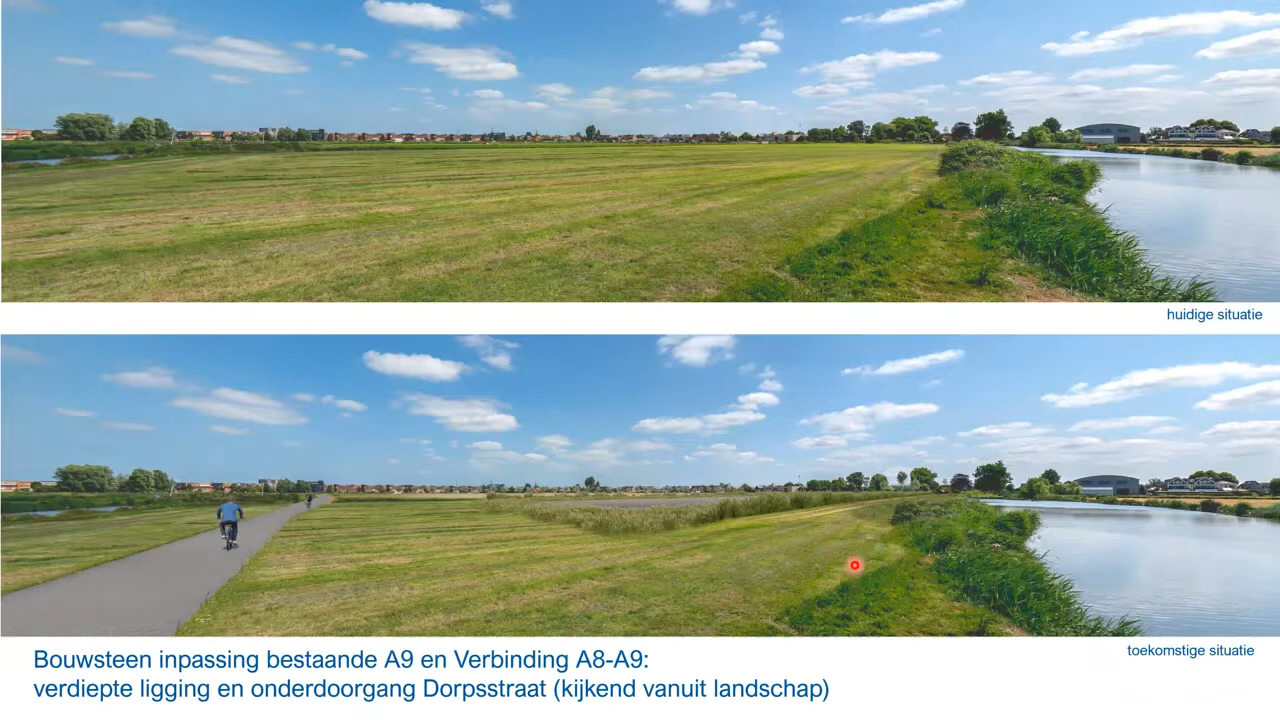 huidige situatie
toekomstige situatie
Bouwsteen inpassing bestaande A9 en Verbinding A8-A9:
verdiepte ligging en onderdoorgang Dorpsstraat (kijkend vanuit landschap)